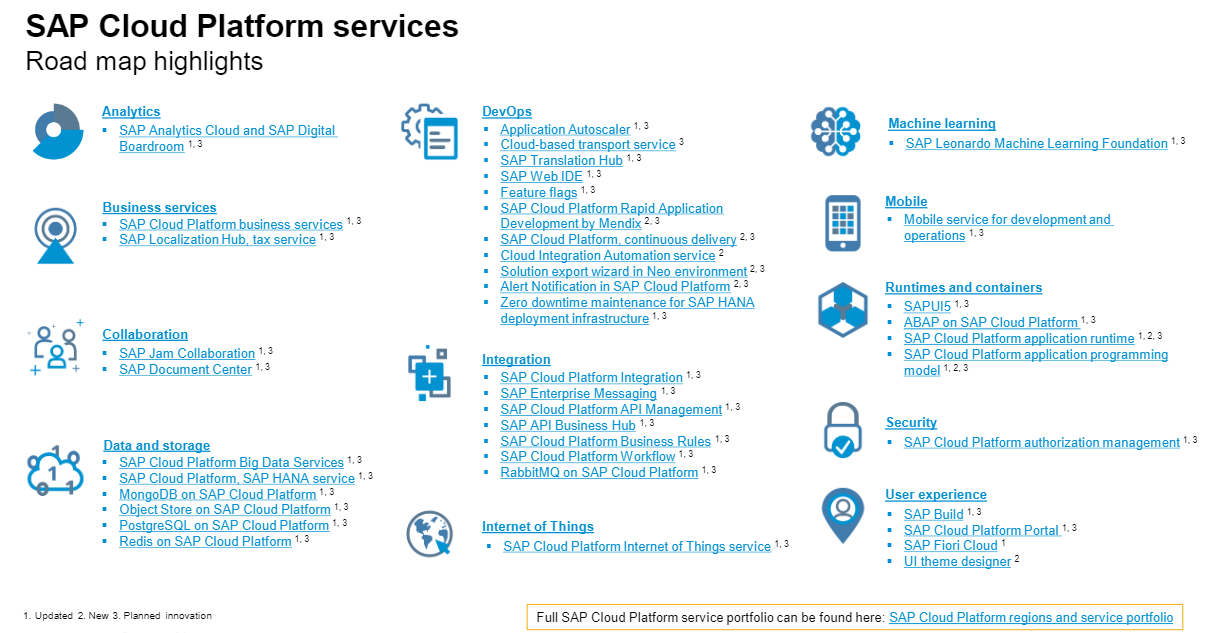 SAP Cloud Platform services
Road map highlights
Analytics
▪ SAP Analytics Cloud and SAP Digital
Boardroom 1, 3
Business services
▪ SAP Cloud Platform business services 1, 3
▪ SAP Localization Hub, tax service 1, 3
Collaboration
▪ SAP Jam Collaboration 1, 3
▪ SAP Document Center 1, 3
Data and storage
▪ SAP Cloud Platform Big Data Services 1, 3
▪ SAP Cloud Platform, SAP HANA service 1, 3
▪ MongoDB on SAP Cloud Platform 1, 3
▪ Object Store on SAP Cloud Platform 1, 3
▪ PostgreSQL on SAP Cloud Platform 1, 3
▪ Redis on SAP Cloud Platform 1, 3
DevOps
▪ Application Autoscaler 1, 3
▪ Cloud-based transport service 3
▪ SAP Translation Hub 1, 3
▪ SAP Web IDE 1, 3
▪ Feature flags 1, 3
▪ SAP Cloud Platform Rapid Application
Development by Mendix 2, 3
▪ SAP Cloud Platform, continuous delivery 2, 3
▪ Cloud Integration Automation service 2
▪ Solution export wizard in Neo environment 2, 3
▪ Alert Notification in SAP Cloud Platform 2, 3
▪ Zero downtime maintenance for SAP HANA
deployment infrastructure 1, 3
Integration
▪ SAP Cloud Platform Integration 1, 3
▪ SAP Enterprise Messaging 1, 3
▪ SAP Cloud Platform API Management 1, 3
▪ SAP API Business Hub 1, 3
▪ SAP Cloud Platform Business Rules 1, 3
▪ SAP Cloud Platform Workflow 1, 3
▪ RabbitMQ on SAP Cloud Platform 1, 3
Internet of Things
▪ SAP Cloud Platform Internet of Things service 1, 3
Machine learning
▪ SAP Leonardo Machine Learning Foundation 1, 3
Mobile
▪ Mobile service for development and
operations 1, 3
Runtimes and containers
▪ SAPUI5 1, 3
▪ ABAP on SAP Cloud Platform 1, 3
▪ SAP Cloud Platform application runtime 1, 2, 3
▪ SAP Cloud Platform application programming
model 1, 2, 3
Security
▪ SAP Cloud Platform authorization management 1, 3
User experience
▪ SAP Build 1, 3
▪ SAP Cloud Platform Portal 1, 3
▪ SAP Fiori Cloud 1
▪ UI theme designer 2
1. Updated 2. New 3. Planned innovation
Full SAP Cloud Platform service portfolio can be found here: SAP Cloud Platform regions and service portfolio